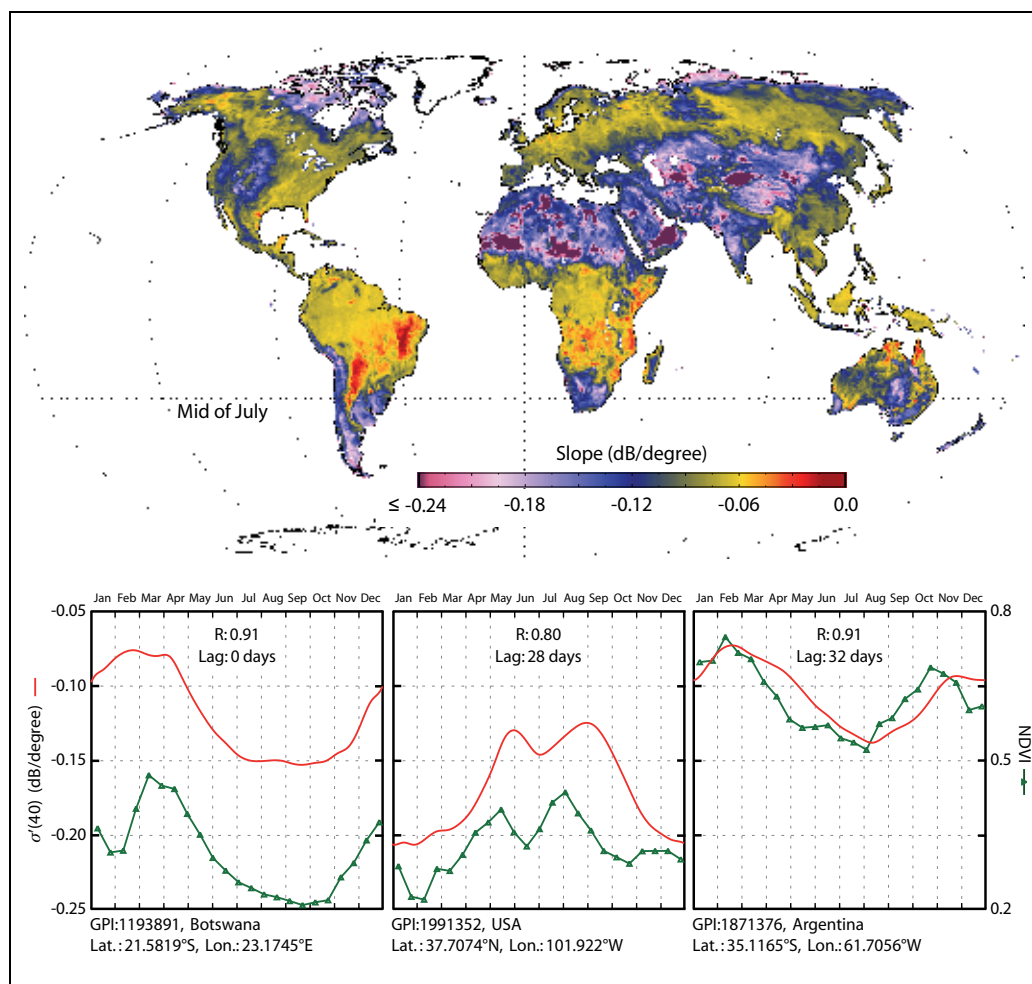 Mid of July
Slope (dB/degree)
≤ -0.24 -0.18 -0.12 -0.06 0.0
Jan Feb Mar Apr May Jun Jul Aug Sep Oct Nov Dec
Jan Feb Mar Apr May Jun Jul Aug Sep Oct Nov Dec
Jan Feb Mar Apr May Jun Jul Aug Sep Oct Nov Dec
-0.05
-0.10
-0.15
-0.20
-0.25
σ'(40) (dB/degree)
R: 0.91
Lag: 0 days
R: 0.80
Lag: 28 days
R: 0.91
Lag: 32 days
0.8
0.5
0.2
NDVI
GPI:1193891, Botswana
Lat.: 21.5819°S, Lon.: 23.1745°E
GPI:1991352, USA
Lat.: 37.7074°N, Lon.: 101.922°W
GPI:1871376, Argentina
Lat.: 35.1165°S, Lon.: 61.7056°W